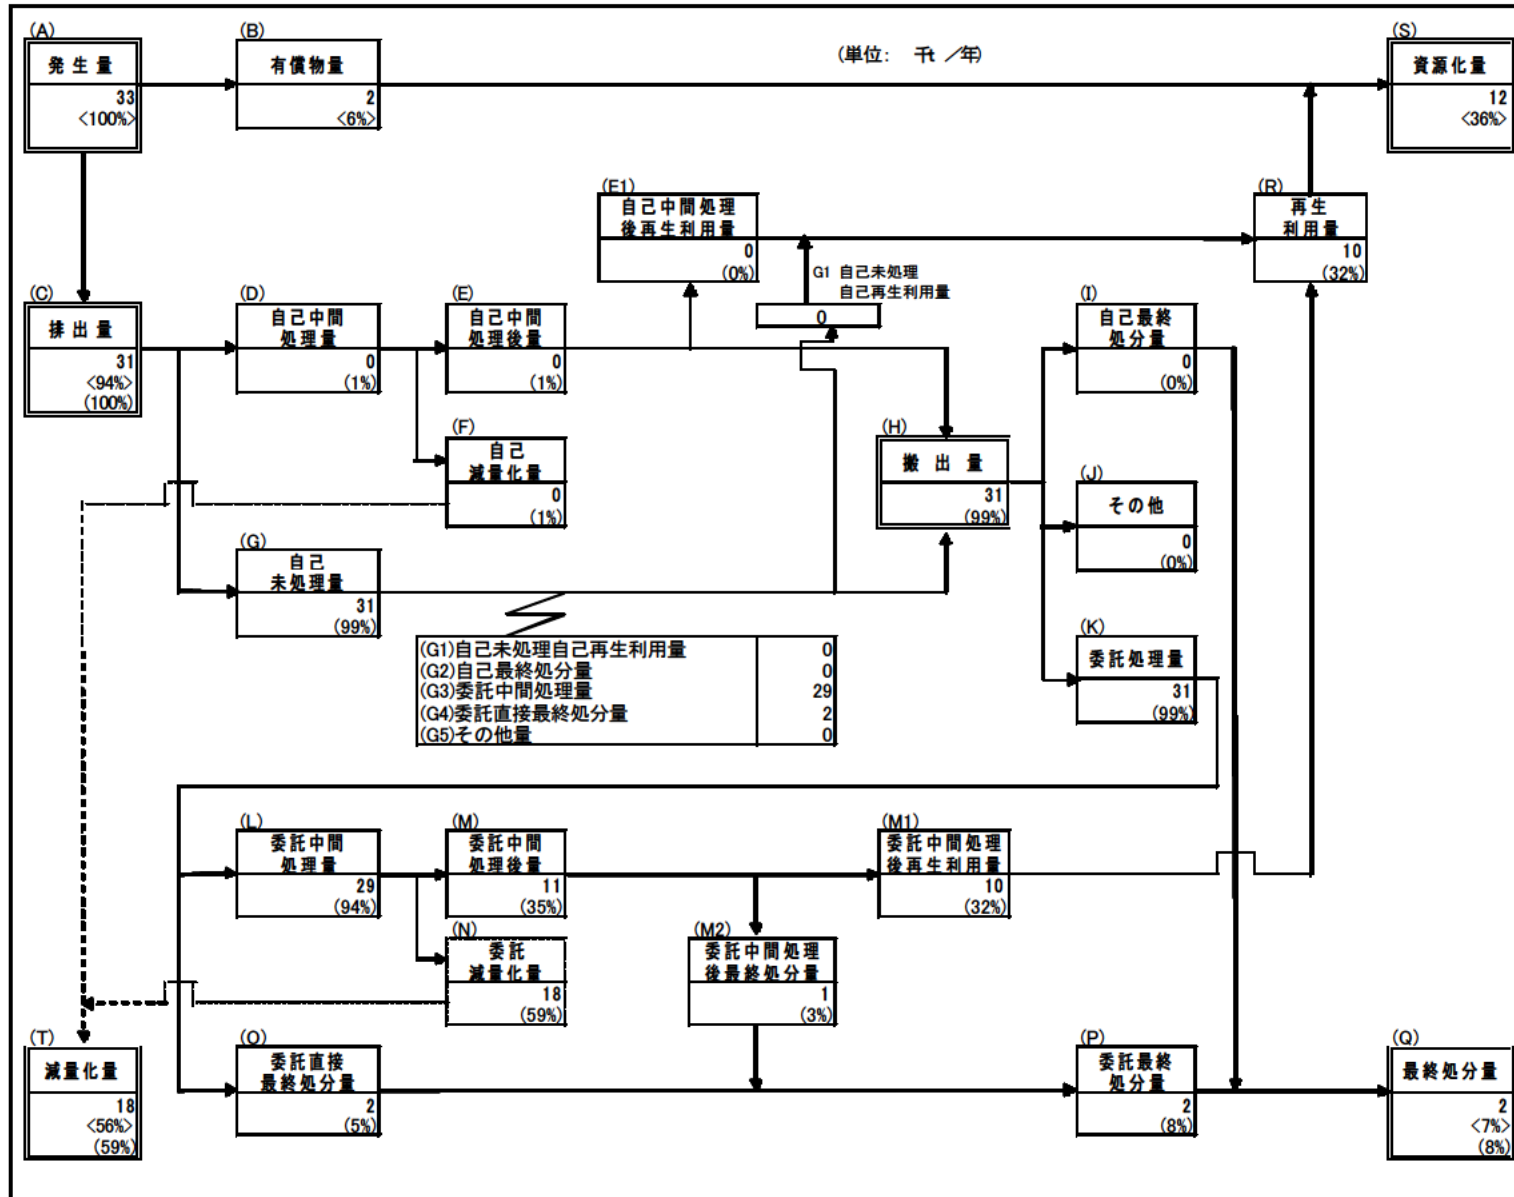 (単位: 千t /年)
(A)
発生量
33
<100%>
(B)
有償物量
2
<6%>
(S)
資源化量
12
<36%>
(E1)
自己中間処理
後再生利用量
0
(0%)
G1 自己未処理
自己再生利用量
0
(R)
再生
利用量
10
(32%)
(C)
排出量
31
<94%>
(100%)
(D)
自己中間
処理量
0
(1%)
(E)
自己中間
処理後量
0
(1%)
(I)
自己最終
処分量
0
(0%)
(F)
自己
減量化量
0
(1%)
(H)
搬出量
31
(99%)
(J)
その他
0
(0%)
(G)
自己
未処理量
31
(99%)
(G1)自己未処理自己再生利用量 0
(G2)自己最終処分量 0
(G3)委託中間処理量 29
(G4)委託直接最終処分量 2
(G5)その他量 0
(K)
委託処理量
31
(99%)
(L)
委託中間
処理量
29
(94%)
(M)
委託中間
処理後量
11
(35%)
(M1)
委託中間処理
後再生利用量
10
(32%)
(N)
委託
減量化量
18
(59%)
(M2)
委託中間処理
後最終処分量
1
(3%)
(T)
減量化量
18
<56%>
(59%)
(O)
委託直接
最終処分量
2
(5%)
(P)
委託最終
処分量
2
(8%)
(Q)
最終処分量
2
<7%>
(8%)